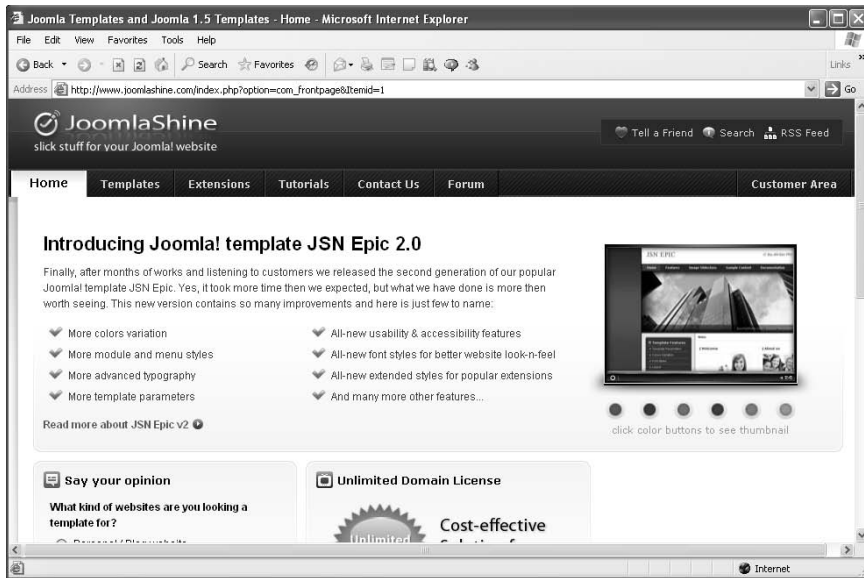 Joomla Templates and Joomla 1.5 Templates - Home - Microsoft Internet Explorer
File Edit View Favorites Tools Help
Back Search Favorites Links
Address http://www.joomlashine.com/index.php?option=com_frontpage&Itemid=1 Go
JoomlaShine
slick stuff for your Joomla! website
Tell a Friend Search RSS Feed
Home Templates Extensions Tutorials Contact Us Forum Customer Area
Introducing Joomla! template JSN Epic 2.0
Finally, after months of works and listening to customers we released the second generation of our popular
Joomla! template JSN Epic. Yes, it took more time then we expected, but what we have done is more then
worth seeing. This new version contains so many improvements and here is just few to name:
More colors variation
More module and menu styles
More advanced typography
More template parameters
All-new usability & accessibility features
All-new font styles for better website look-n-feel
All-new extended styles for popular extensions
And many more other features...
Read more about JSN Epic v2
JSN EPIC
click color buttons to see thumbnail
Say your opinion
What kind of websites are you looking a
template for?
Personal / Blog website
Unlimited Domain License
Unlimited
Cost-effective
Internet